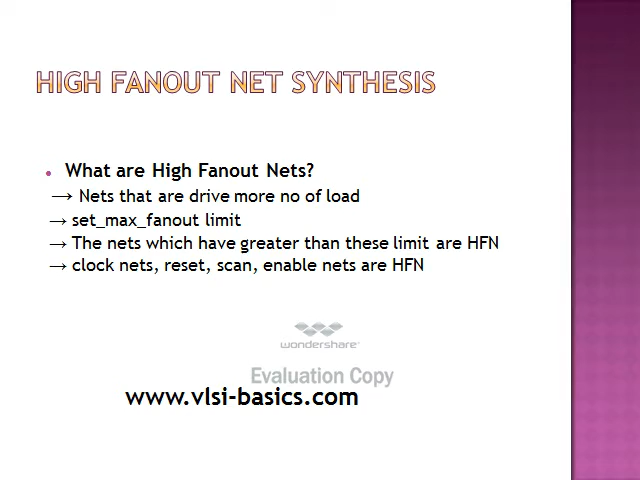 HIGH FANOUT NET SYNTHESIS
• What are High Fanout Nets?
→ Nets that are drive more no of load
→ set_max_fanout limit
→ The nets which have greater than these limit are HFN
→ clock nets, reset, scan, enable nets are HFN
wondershare
Evaluation Copy
www.vlsi-basics.com